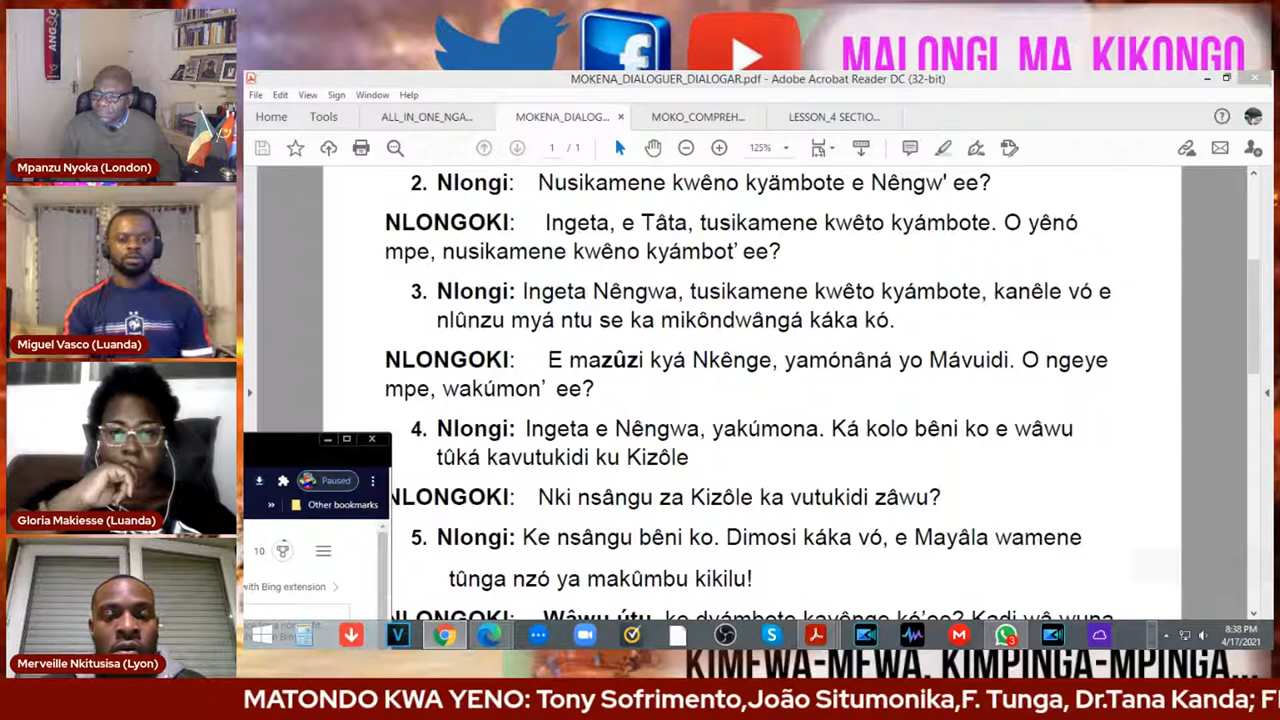 ANGO
MALONGI MA KIKONGO
MOKENA_DIALOGUER_DIALOGAR.pdf - Adobe Acrobat Reader DC (32-bit)
File Edit View Sign Window Help
Home Tools ALL_IN_ONE_NGA... MOKENA_DIALOG... MOKO_COMPREH... LESSON_4 SECTIO...
1 / 1 125%
2. Nlongi: Nusikamene kwêno kyämbote e Nêngw' ee?
NLONGOKI: Ingeta, e Tâta, tusikamene kwêto kyámbote. O yênó
mpe, nusikamene kwêno kyámbot’ ee?
3. Nlongi: Ingeta Nêngwa, tusikamene kwêto kyámbote, kanêle vó e
nlûnzu myá ntu se ka mikôndwângá káka kó.
NLONGOKI: E mazûzi kyá Nkênge, yamónâná yo Mávuidi. O ngeye
mpe, wakúmon’ ee?
4. Nlongi: Ingeta e Nêngwa, yakúmona. Ká kolo bêni ko e wâwu
tûká kavutukidi ku Kizôle
NLONGOKI: Nki nsângu za Kizôle ka vutukidi zâwu?
5. Nlongi: Ke nsângu bêni ko. Dimosi káka vó, e Mayâla wamene
tûnga nzó ya makûmbu kikilu!
Paused
Other bookmarks
10
with Bing extension
Mpanzu Nyoka (London)
Miguel Vasco (Luanda)
Gloria Makiesse (Luanda)
Merveille Nkitusisa (Lyon)
3
8:38 PM
4/17/2021
KIMFWA-MFWA, KIMPINGA-MPINGA...
MATONDO KWA YENO: Tony Sofrimento,João Situmonika,F. Tunga, Dr.Tana Kanda;